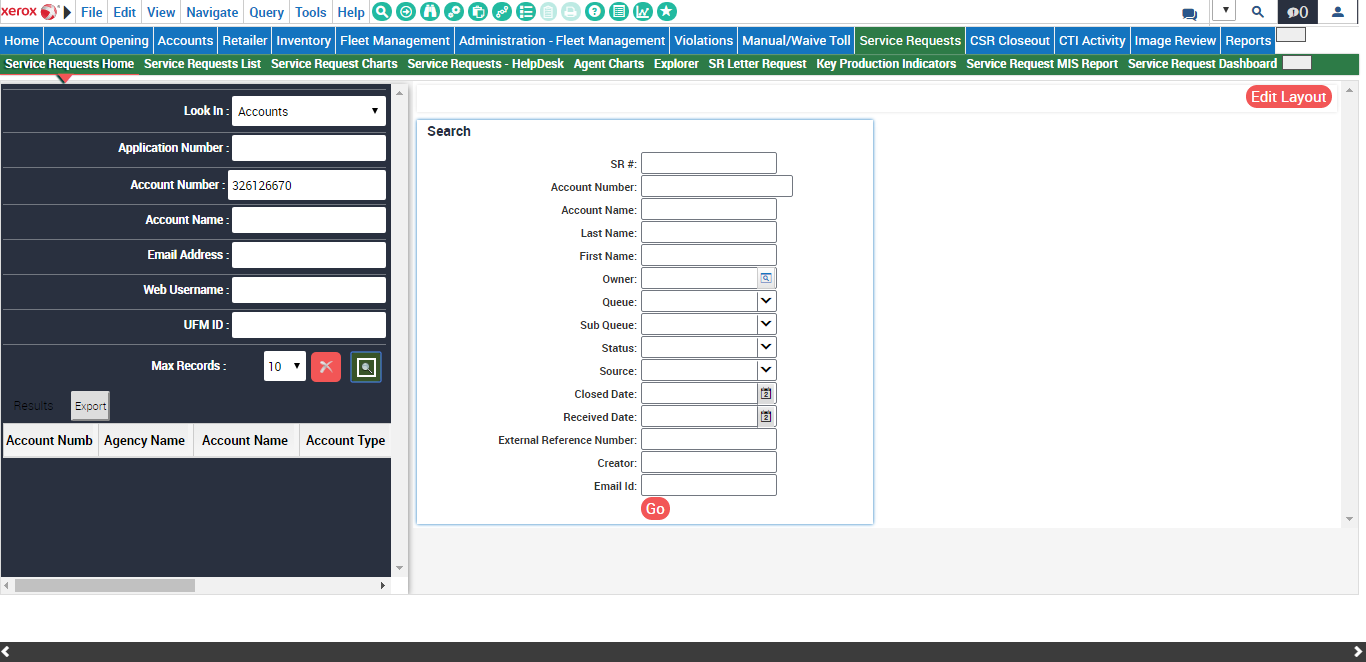 xerox File Edit View Navigate Query Tools Help 0
Home Account Opening Accounts Retailer Inventory Fleet Management Administration - Fleet Management Violations Manual/Waive Toll Service Requests CSR Closeout CTI Activity Image Review Reports
Service Requests Home Service Requests List Service Request Charts Service Requests - HelpDesk Agent Charts Explorer SR Letter Request Key Production Indicators Service Request MIS Report Service Request Dashboard
Look In : Accounts
Application Number :
Account Number : 326126670
Account Name :
Email Address :
Web Username :
UFM ID :
Max Records : 10
Results Export
Account Numb Agency Name Account Name Account Type
Edit Layout
Search
SR #:
Account Number:
Account Name:
Last Name:
First Name:
Owner:
Queue:
Sub Queue:
Status:
Source:
Closed Date: 2
Received Date: 2
External Reference Number:
Creator:
Email Id:
Go